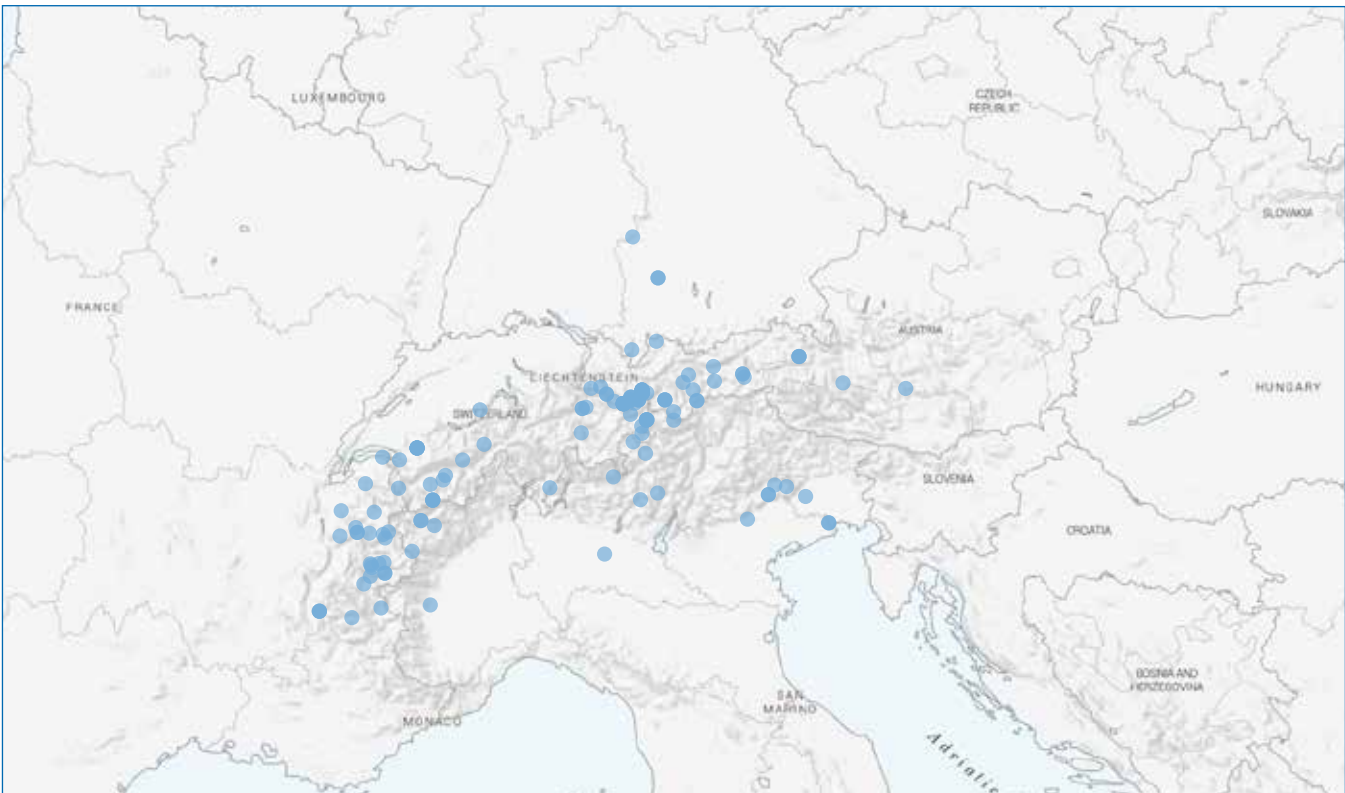 LUXEMBOURG
CZECH
REPUBLIC
SLOVAKIA
FRANCE
AUSTRIA
LIECHTENSTEIN
HUNGARY
SWITZERLAND
SLOVENIA
CROATIA
BOSNIA AND
HERZEGOVINA
SAN
MARINO
MONACO
Adriatic